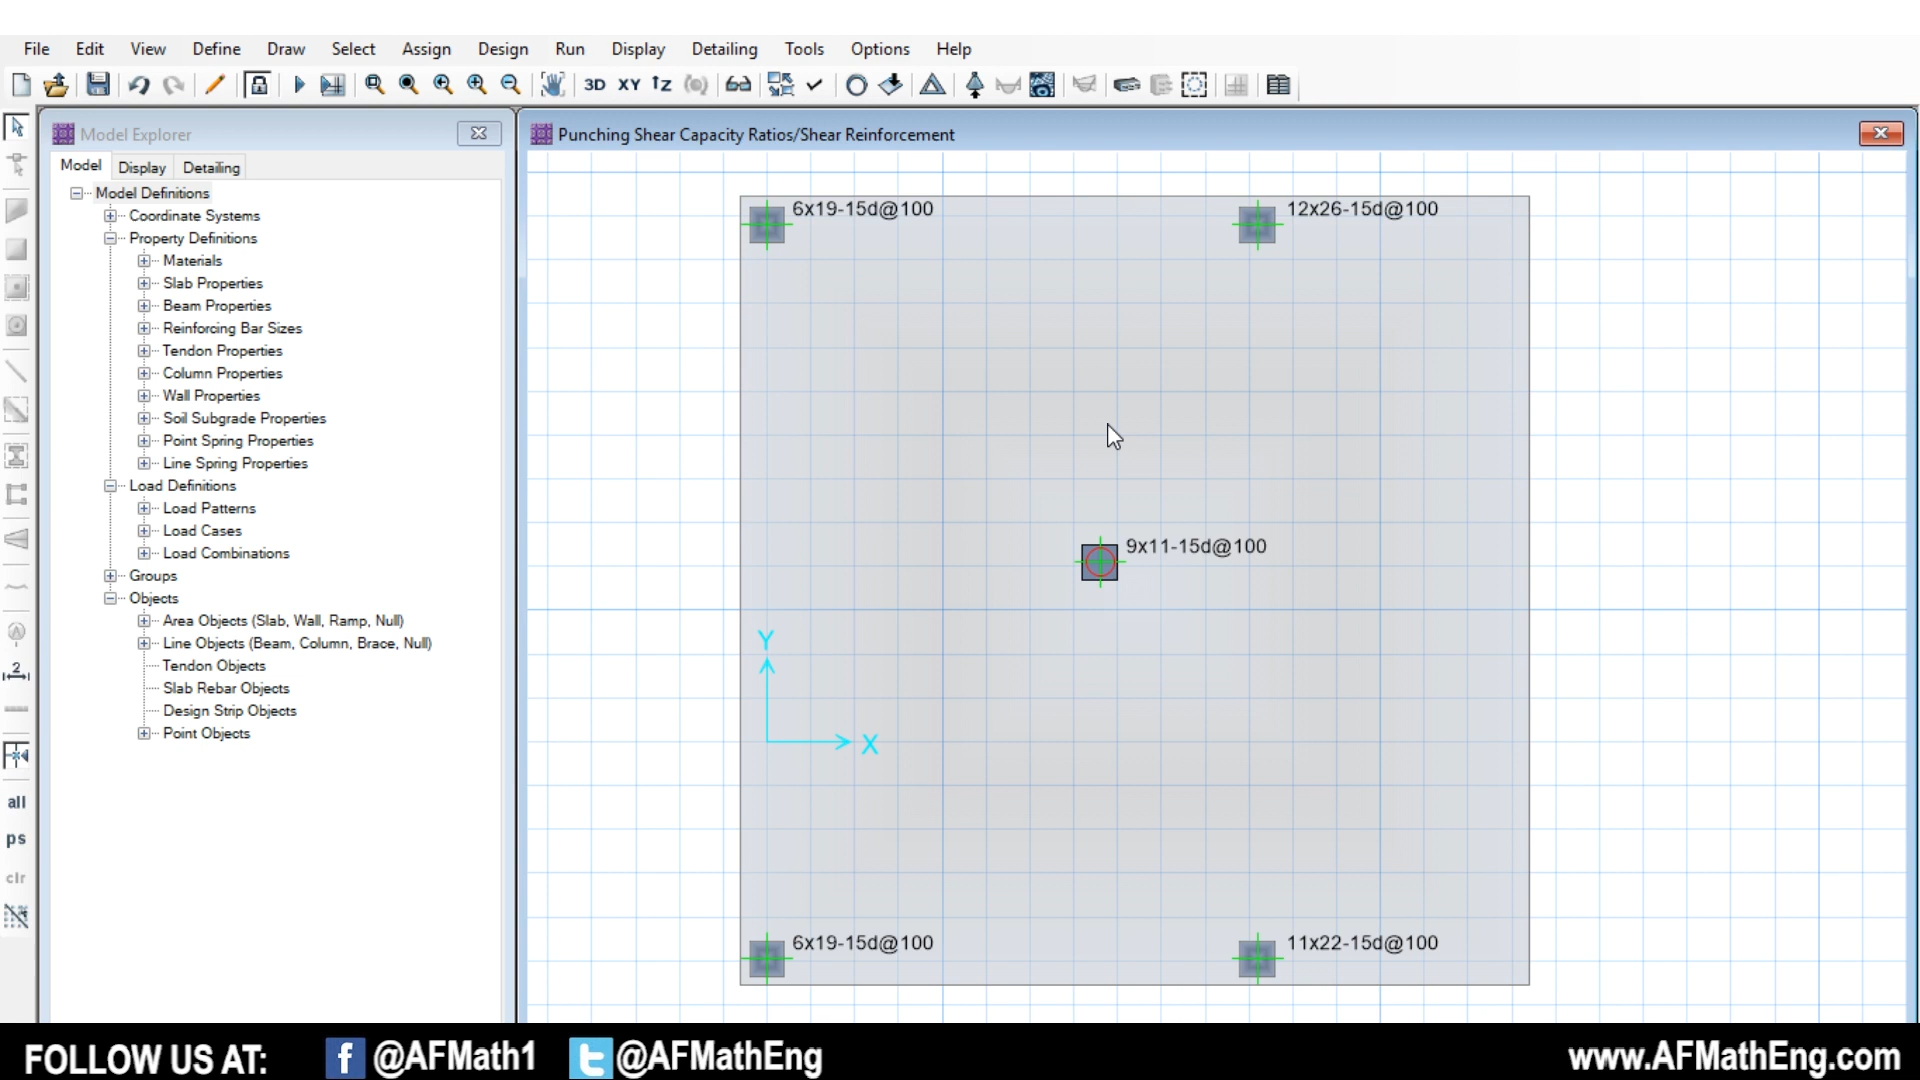 File Edit View Define Draw Select Assign Design Run Display Detailing Tools Options Help
3D XY
Model Explorer
Model Display Detailing
Model Definitions
Coordinate Systems
Property Definitions
Materials
Slab Properties
Beam Properties
Reinforcing Bar Sizes
Tendon Properties
Column Properties
Wall Properties
Soil Subgrade Properties
Point Spring Properties
Line Spring Properties
Load Definitions
Load Patterns
Load Cases
Load Combinations
Groups
Objects
Area Objects (Slab, Wall, Ramp, Null)
Line Objects (Beam, Column, Brace, Null)
Tendon Objects
Slab Rebar Objects
Design Strip Objects
Point Objects
2
all
ps
clr
Punching Shear Capacity Ratios/Shear Reinforcement
6x19-15d@100 12x26-15d@100
9x11-15d@100
Y
X
6x19-15d@100 11x22-15d@100
FOLLOW US AT: f @AFMath1 t @AFMathEng www.AFMathEng.com